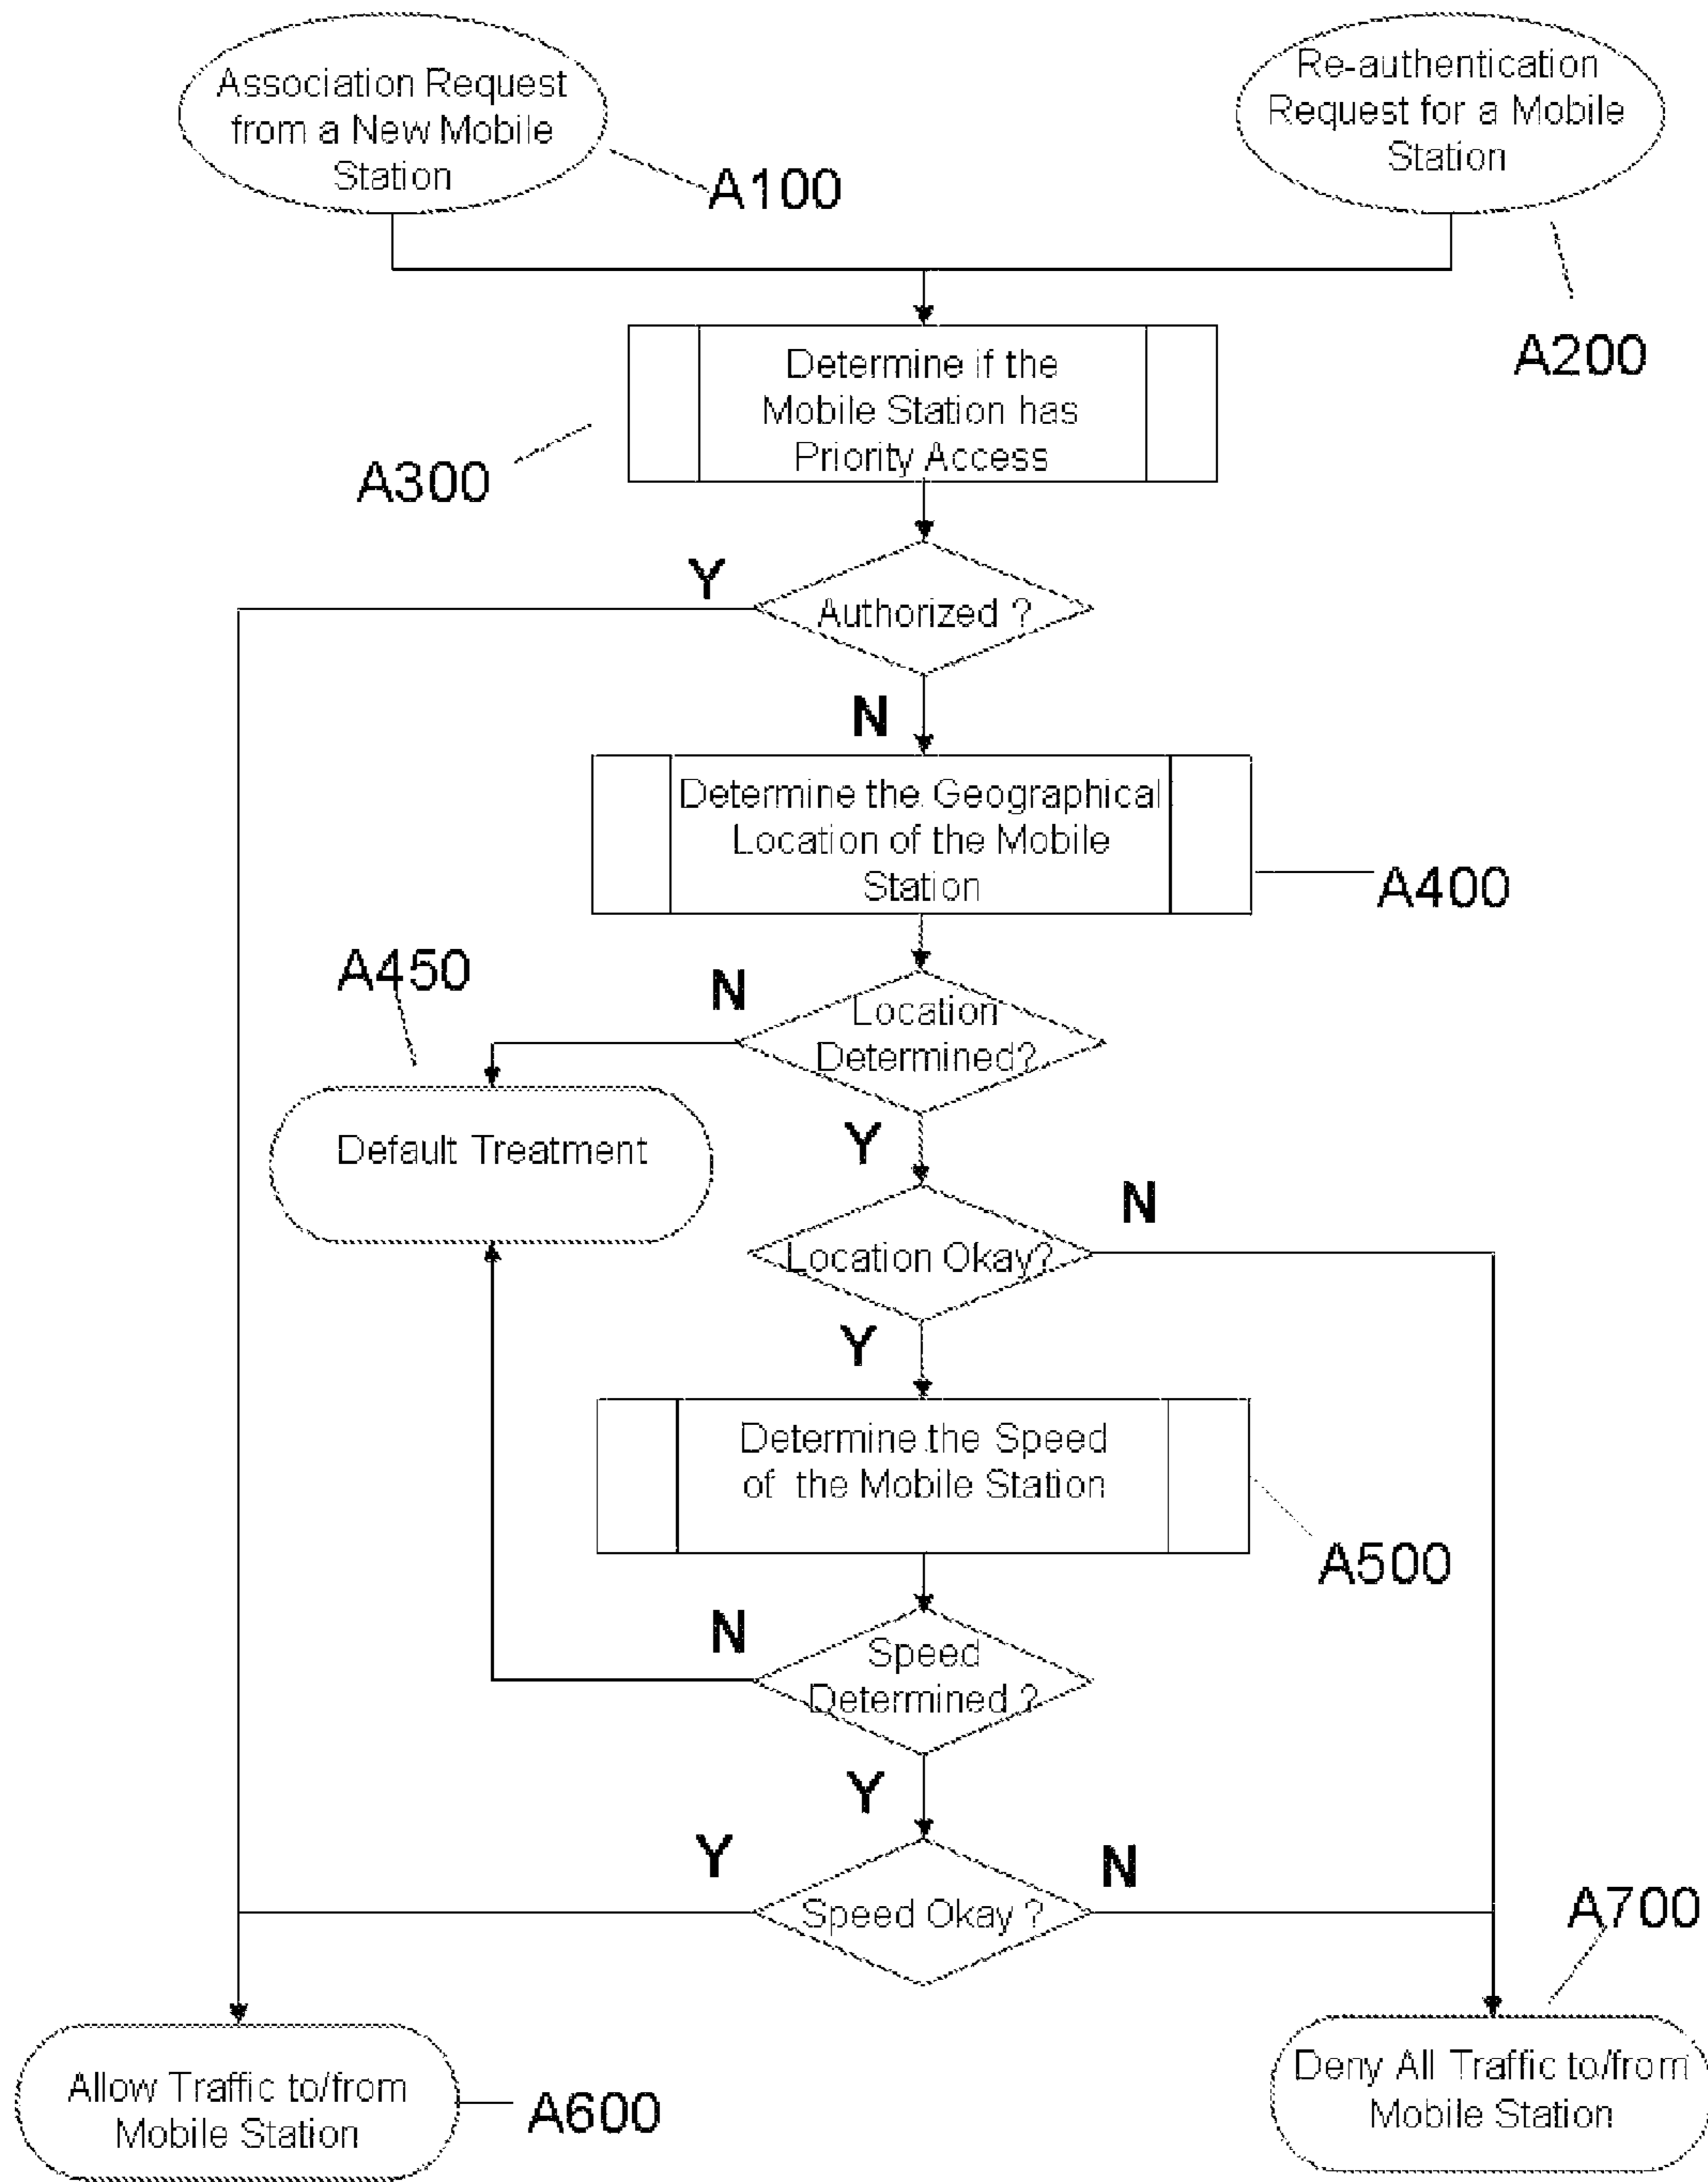 Association Request
from a New Mobile
Station
A100
Re-authentication
Request for a Mobile
Station
A200
Determine if the
Mobile Station has
Priority Access
A300
Y
Authorized ?
N
Determine the Geographical
Location of the Mobile
Station
A400
A450
N
Location
Determined?
Default Treatment
Y
N
Location Okay?
Y
Determine the Speed
of the Mobile Station
A500
N
Speed
Determined ?
Y
Y
N
Speed Okay ?
A700
Allow Traffic to/from
Mobile Station
A600
Deny All Traffic to/from
Mobile Station